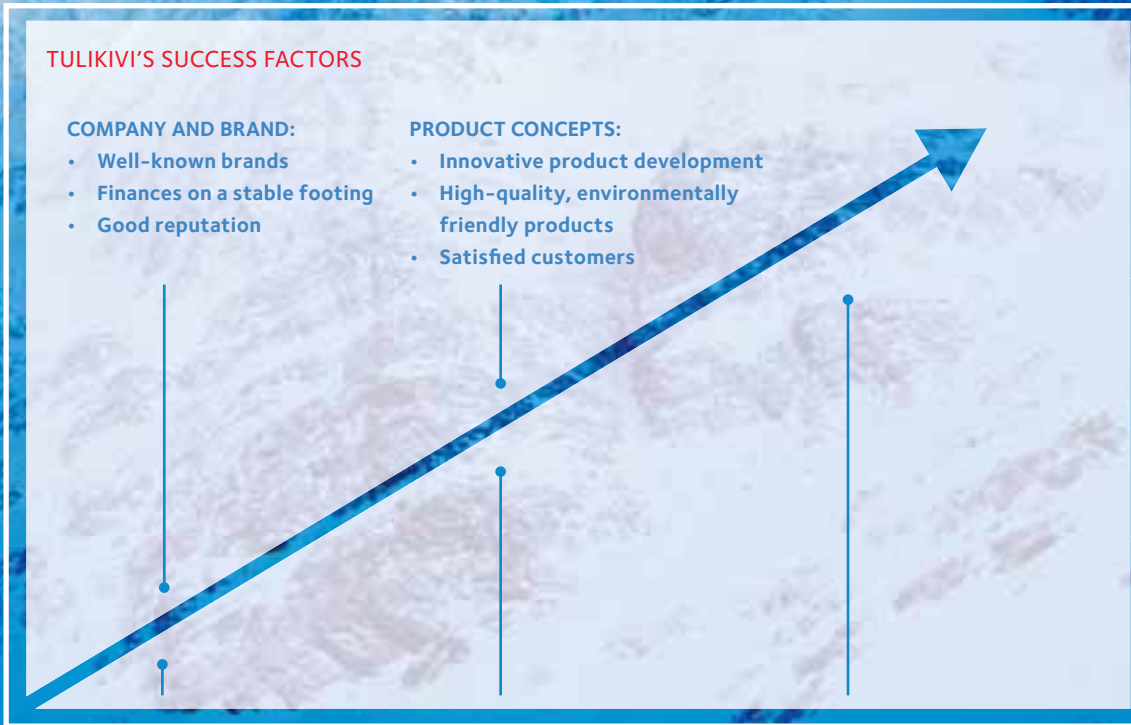 TULIKIVI'S SUCCESS FACTORS
COMPANY AND BRAND:
• Well-known brands
• Finances on a stable footing
• Good reputation
PRODUCT CONCEPTS:
• Innovative product development
• High-quality, environmentally
friendly products
• Satisfied customers